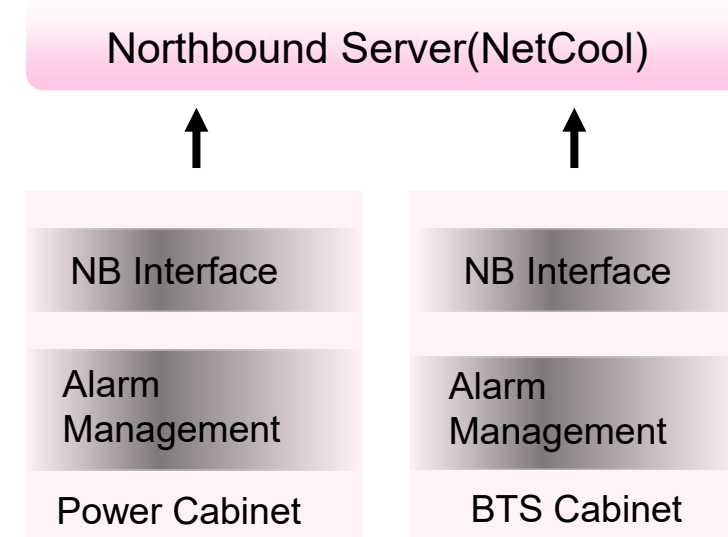 Northbound Server(NetCool)
NB Interface
Alarm
Management
Power Cabinet
NB Interface
Alarm
Management
BTS Cabinet